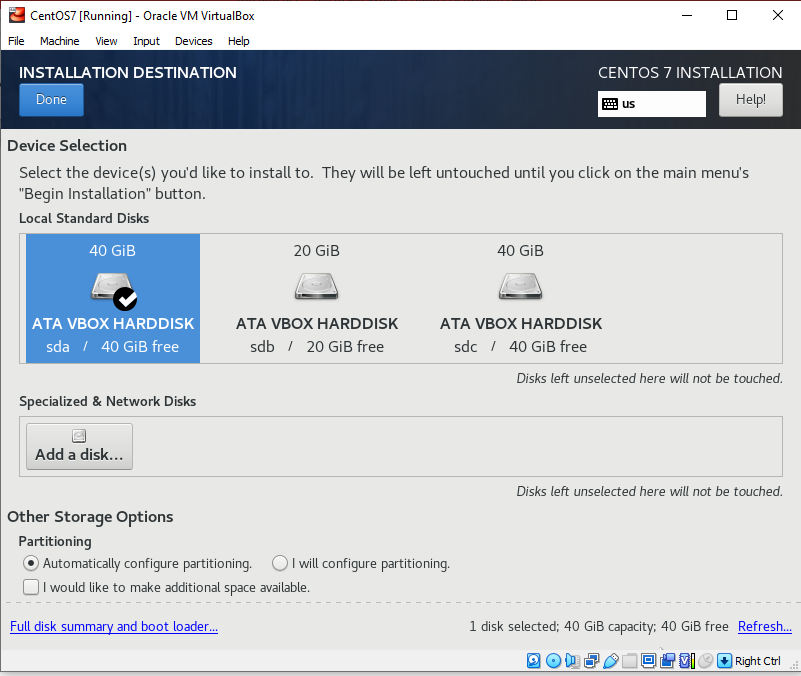 CentOS7 [Running] - Oracle VM VirtualBox
File Machine View Input Devices Help
INSTALLATION DESTINATION
CENTOS 7 INSTALLATION
Done
us
Help!
Device Selection
Select the device(s) you'd like to install to. They will be left untouched until you click on the main menu's
"Begin Installation" button.
Local Standard Disks
40 GiB
ATA VBOX HARDDISK
sda / 40 GiB free
20 GiB
ATA VBOX HARDDISK
sdb / 20 GiB free
40 GiB
ATA VBOX HARDDISK
sdc / 40 GiB free
Disks left unselected here will not be touched.
Specialized & Network Disks
Add a disk...
Disks left unselected here will not be touched.
Other Storage Options
Partitioning
Automatically configure partitioning. I will configure partitioning.
I would like to make additional space available.
Full disk summary and boot loader... 1 disk selected; 40 GiB capacity; 40 GiB free Refresh...
Right Ctrl